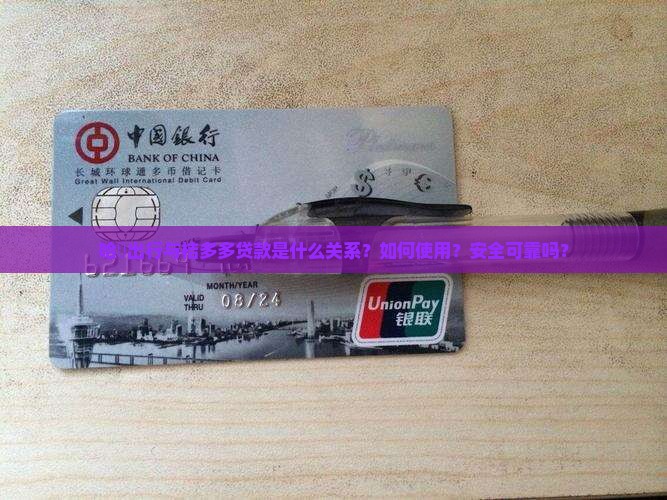 中国银行
BANK OF CHINA
长城环球通多币借记卡
Great Wall International Debit Card
Platinum
多多贷款是什么关系？如何使用？安全可靠吗？
621661
MONTH/YEAR
VALID THRU 08/24
UnionPay
银联